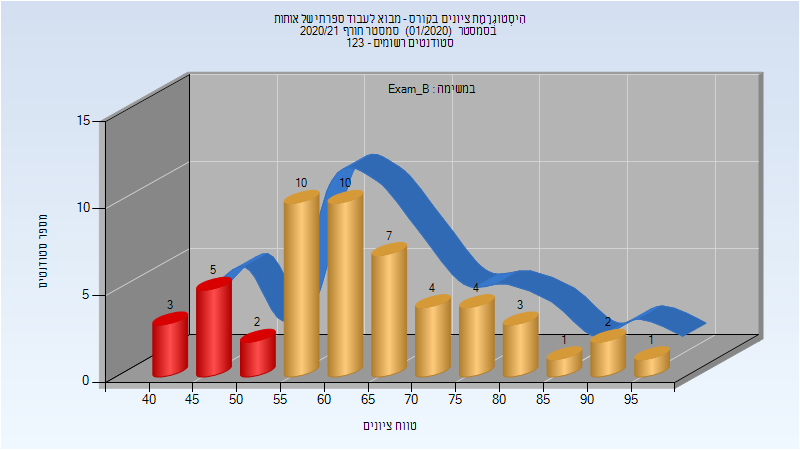 היסטוגרמת ציונים בקורס - מבוא לעבוד ספרתי של אותות
בסמסטר (01/2020) סמסטר חורף 2020/21
סטודנטים רשומים - 123
במשימה : Exam_B
מספר סטודנטים
15
10
5
0
3
5
2
10
10
7
4
4
3
1
2
1
40 45 50 55 60 65 70 75 80 85 90 95
טווח ציונים